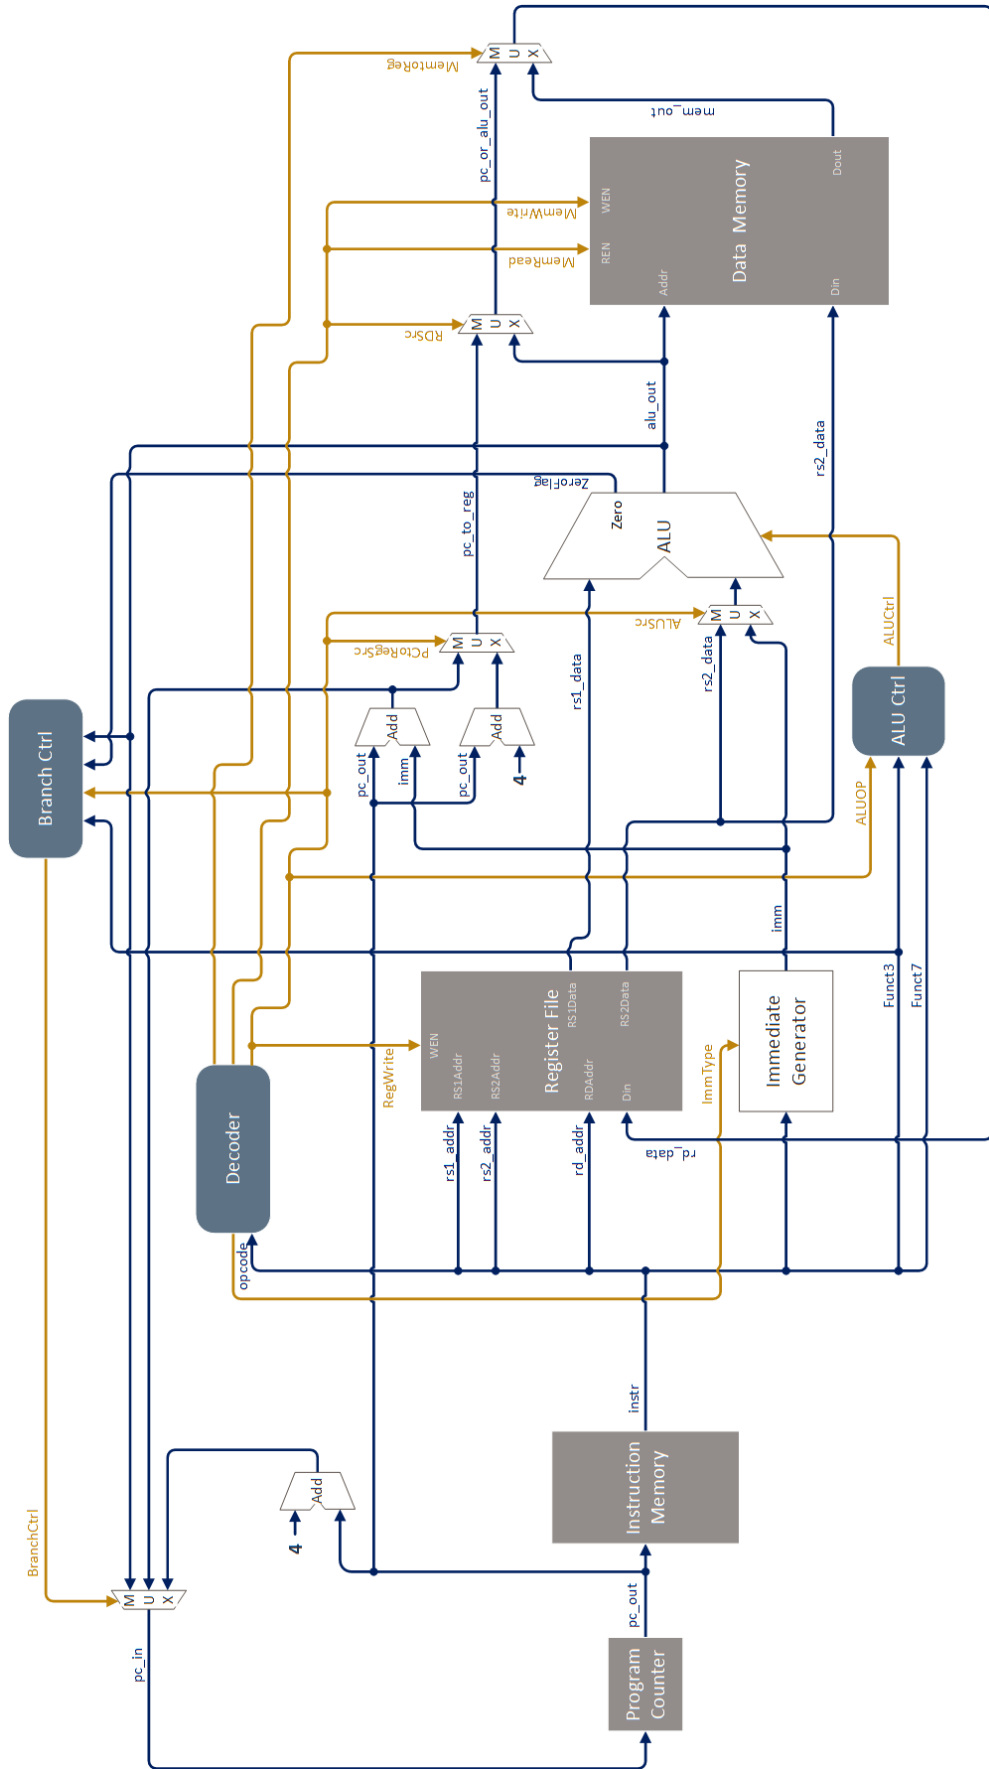 BranchCtrl
pc_in
M
U
X
4
Add
Program
Counter
pc_out
Instruction
Memory
instr
opcode
Decoder
Branch Ctrl
RegWrite
rs1_addr
rs2_addr
rd_addr
rd_data
WEN
RS1Addr
RS2Addr
RDAddr
Din
Register File
RS1Data
RS2Data
ImmType
Immediate
Generator
imm
Funct3
Funct7
ALUOP
ALU Ctrl
ALUCtrl
pc_out
imm
Add
pc_out
4
Add
PCtoRegSrc
M
U
X
pc_to_reg
rs1_data
rs2_data
ALUSrc
M
U
X
Zero
ALU
ZeroFlag
alu_out
rs2_data
RDSrc
M
U
X
pc_or_alu_out
MemRead
MemWrite
REN
WEN
Addr
Din
Data Memory
Dout
mem_out
MemtoReg
M
U
X